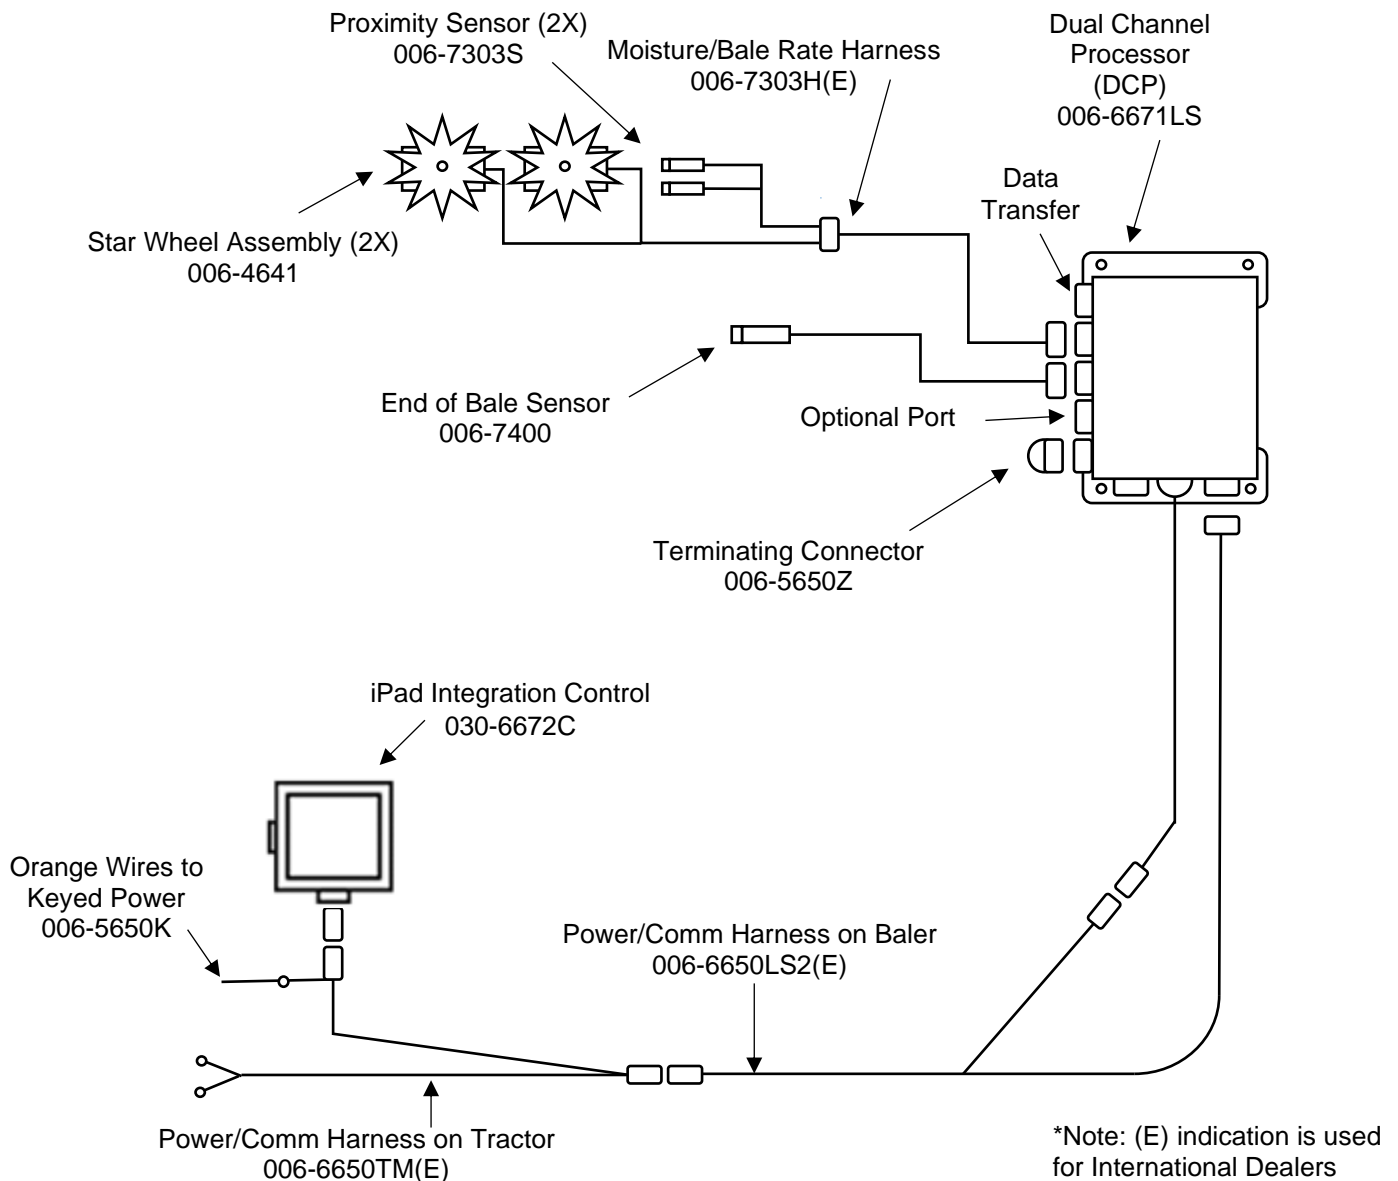 Proximity Sensor (2X)
006-7303S
Moisture/Bale Rate Harness
006-7303H(E)
Dual Channel
Processor
(DCP)
006-6671LS
Data
Transfer
Star Wheel Assembly (2X)
006-4641
End of Bale Sensor
006-7400
Optional Port
Terminating Connector
006-5650Z
iPad Integration Control
030-6672C
Orange Wires to
Keyed Power
006-5650K
Power/Comm Harness on Baler
006-6650LS2(E)
Power/Comm Harness on Tractor
006-6650TM(E)
*Note: (E) indication is used
for International Dealers